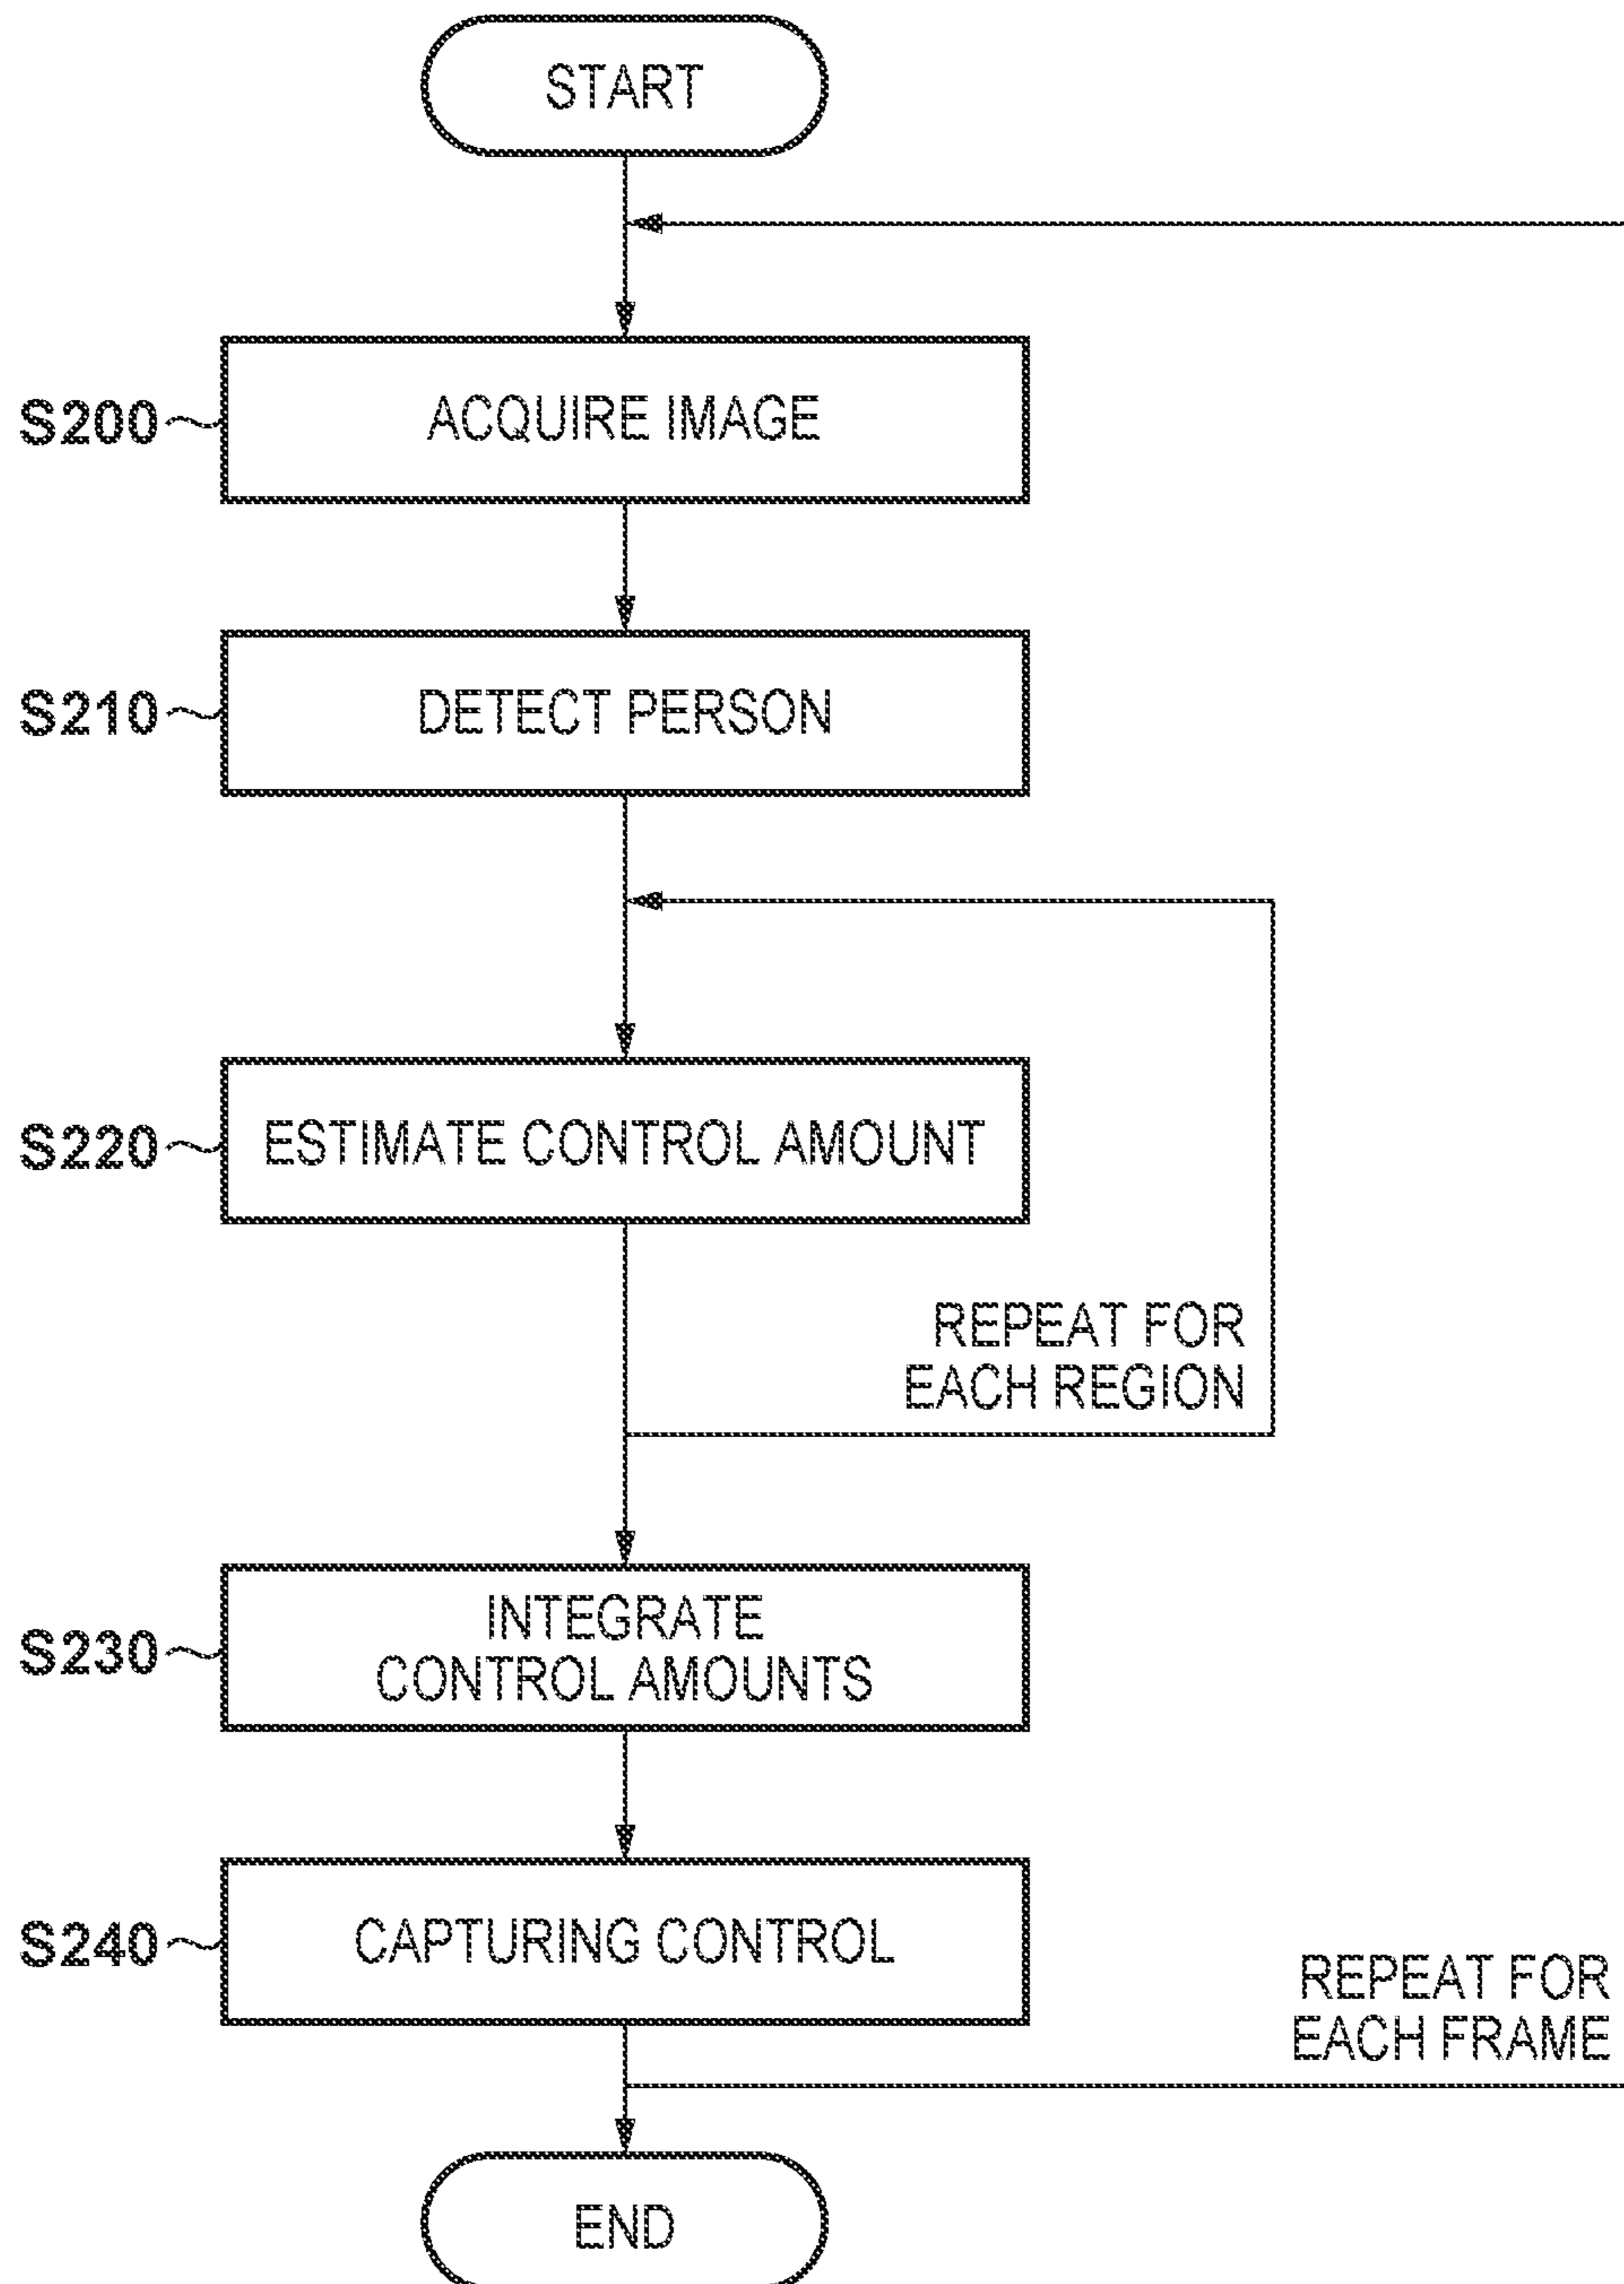 START
S200
ACQUIRE IMAGE
S210
DETECT PERSON
S220
ESTIMATE CONTROL AMOUNT
REPEAT FOR
EACH REGION
S230
INTEGRATE
CONTROL AMOUNTS
S240
CAPTURING CONTROL
REPEAT FOR
EACH FRAME
END